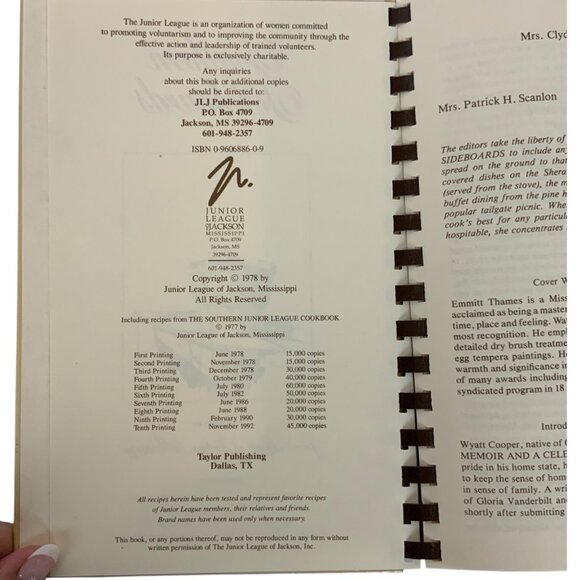 The Junior League is an organization of women committed
to promoting voluntarism and to improving the community through the
effective action and leadership of trained volunteers.
Its purpose is exclusively charitable.
Any inquiries
about this book or additional copies
should be directed to:
JLJ Publications
P.O. Box 4709
Jackson, MS 39296-4709
601-948-2357
ISBN 0-9606886-0-9
JUNIOR
LEAGUE
OF JACKSON
MISSISSIPPI
P.O. Box 4709
Jackson, MS
39296-4709
601-948-2357
Copyright © 1978 by
Junior League of Jackson, Mississippi
All Rights Reserved
Including recipes from THE SOUTHERN JUNIOR LEAGUE COOKBOOK
© 1977 by
Junior League of Jackson, Mississippi
First Printing June 1978 15,000 copies
Second Printing November 1978 15,000 copies
Third Printing December 1978 30,000 copies
Fourth Printing October 1979 40,000 copies
Fifth Printing July 1980 60,000 copies
Sixth Printing July 1982 50,000 copies
Seventh Printing June 1986 20,000 copies
Eighth Printing June 1988 20,000 copies
Ninth Printing February 1990 30,000 copies
Tenth Printing November 1992 45,000 copies
Taylor Publishing
Dallas, TX
All recipes herein have been tested and represent favorite recipes
of Junior League members, their relatives and friends.
Brand names have been used only when necessary.
This book, or any portions thereof, may not be reproduced in any form without
written permission of The Junior League of Jackson, Inc.
Mrs. Clyd
Mrs. Patrick H. Scanlon
The editors take the liberty of
SIDEBOARDS to include any
spread on the ground to that
covered dishes on the Shera
(served from the stove), the m
buffet dining from the pine h
popular tailgate picnic. Whe
cook's best for any particula
hospitable, she concentrates
Cover W
Emmitt Thames is a Miss
acclaimed as being a master
time, place and feeling. Wat
most recognition. He emp
detailed dry brush treatme
egg tempera paintings. He
warmth and significance in
of many awards including
syndicated program in 18
Introd
Wyatt Cooper, native of
MEMOIR AND A CELE
pride in his home state, h
to keep the sense of home
in sense of family. A wri
of Gloria Vanderbilt and
shortly after submitting